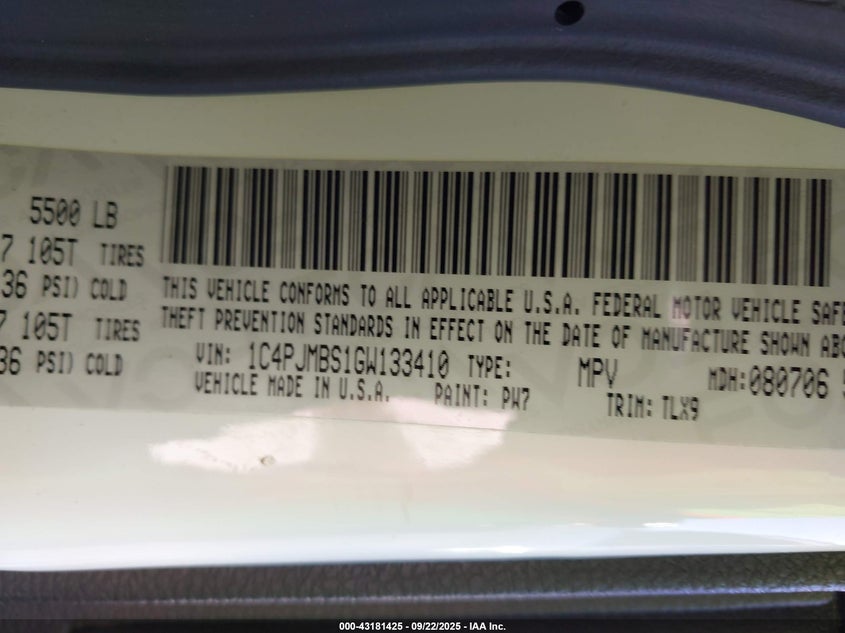 5500 LB
7 105T TIRES
36 PSI) COLD
7 105T TIRES
36 PSI) COLD
THIS VEHICLE CONFORMS TO ALL APPLICABLE U.S.A. FEDERAL MOTOR VEHICLE SAFE
THEFT PREVENTION STANDARDS IN EFFECT ON THE DATE OF MANUFACTURE SHOWN ABO
VIN: 1C4PJMBS1GW133410 TYPE: MPV MDH: 080706
VEHICLE MADE IN U.S.A. PAINT: PW7 TRIM: TLX9
000-43181425 - 09/22/2025 - IAA Inc.